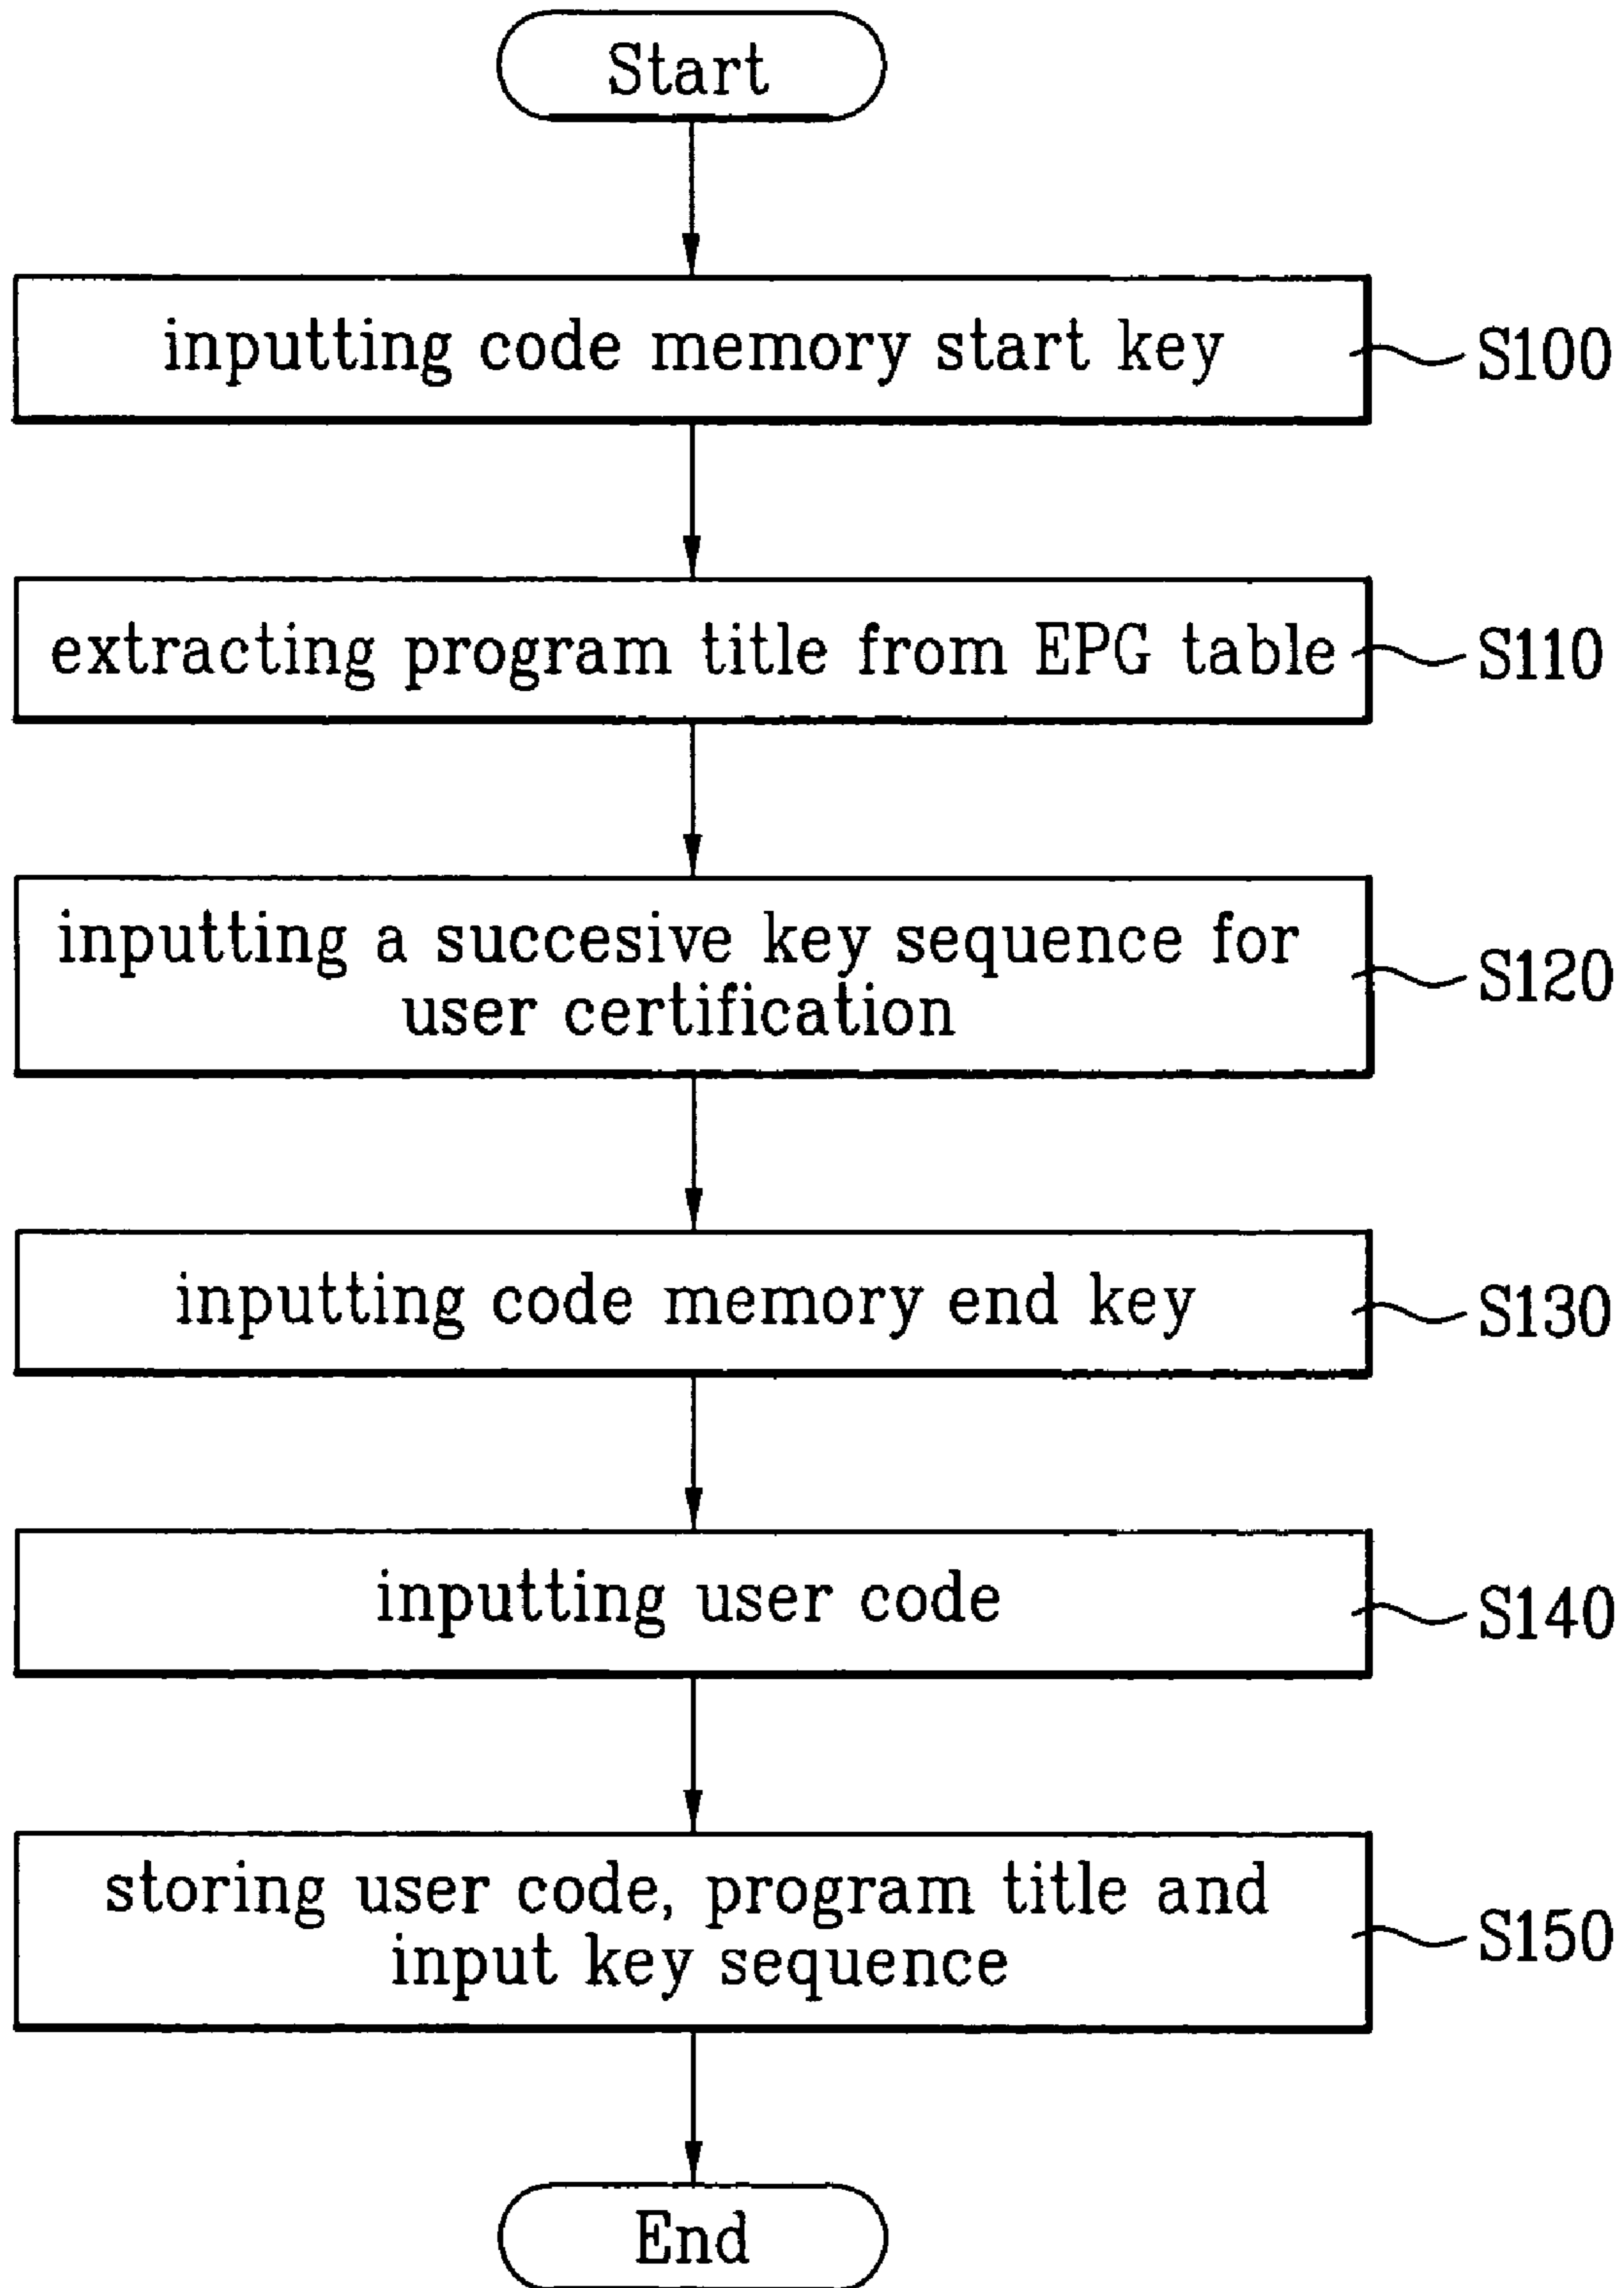 Start
inputting code memory start key
S100
extracting program title from EPG table
S110
inputting a succesive key sequence for
user certification
S120
inputting code memory end key
S130
inputting user code
S140
storing user code, program title and
input key sequence
S150
End